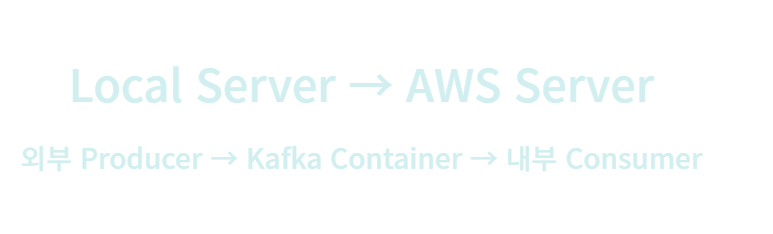 Local Server → AWS Server
외부 Producer → Kafka Container → 내부 Consumer